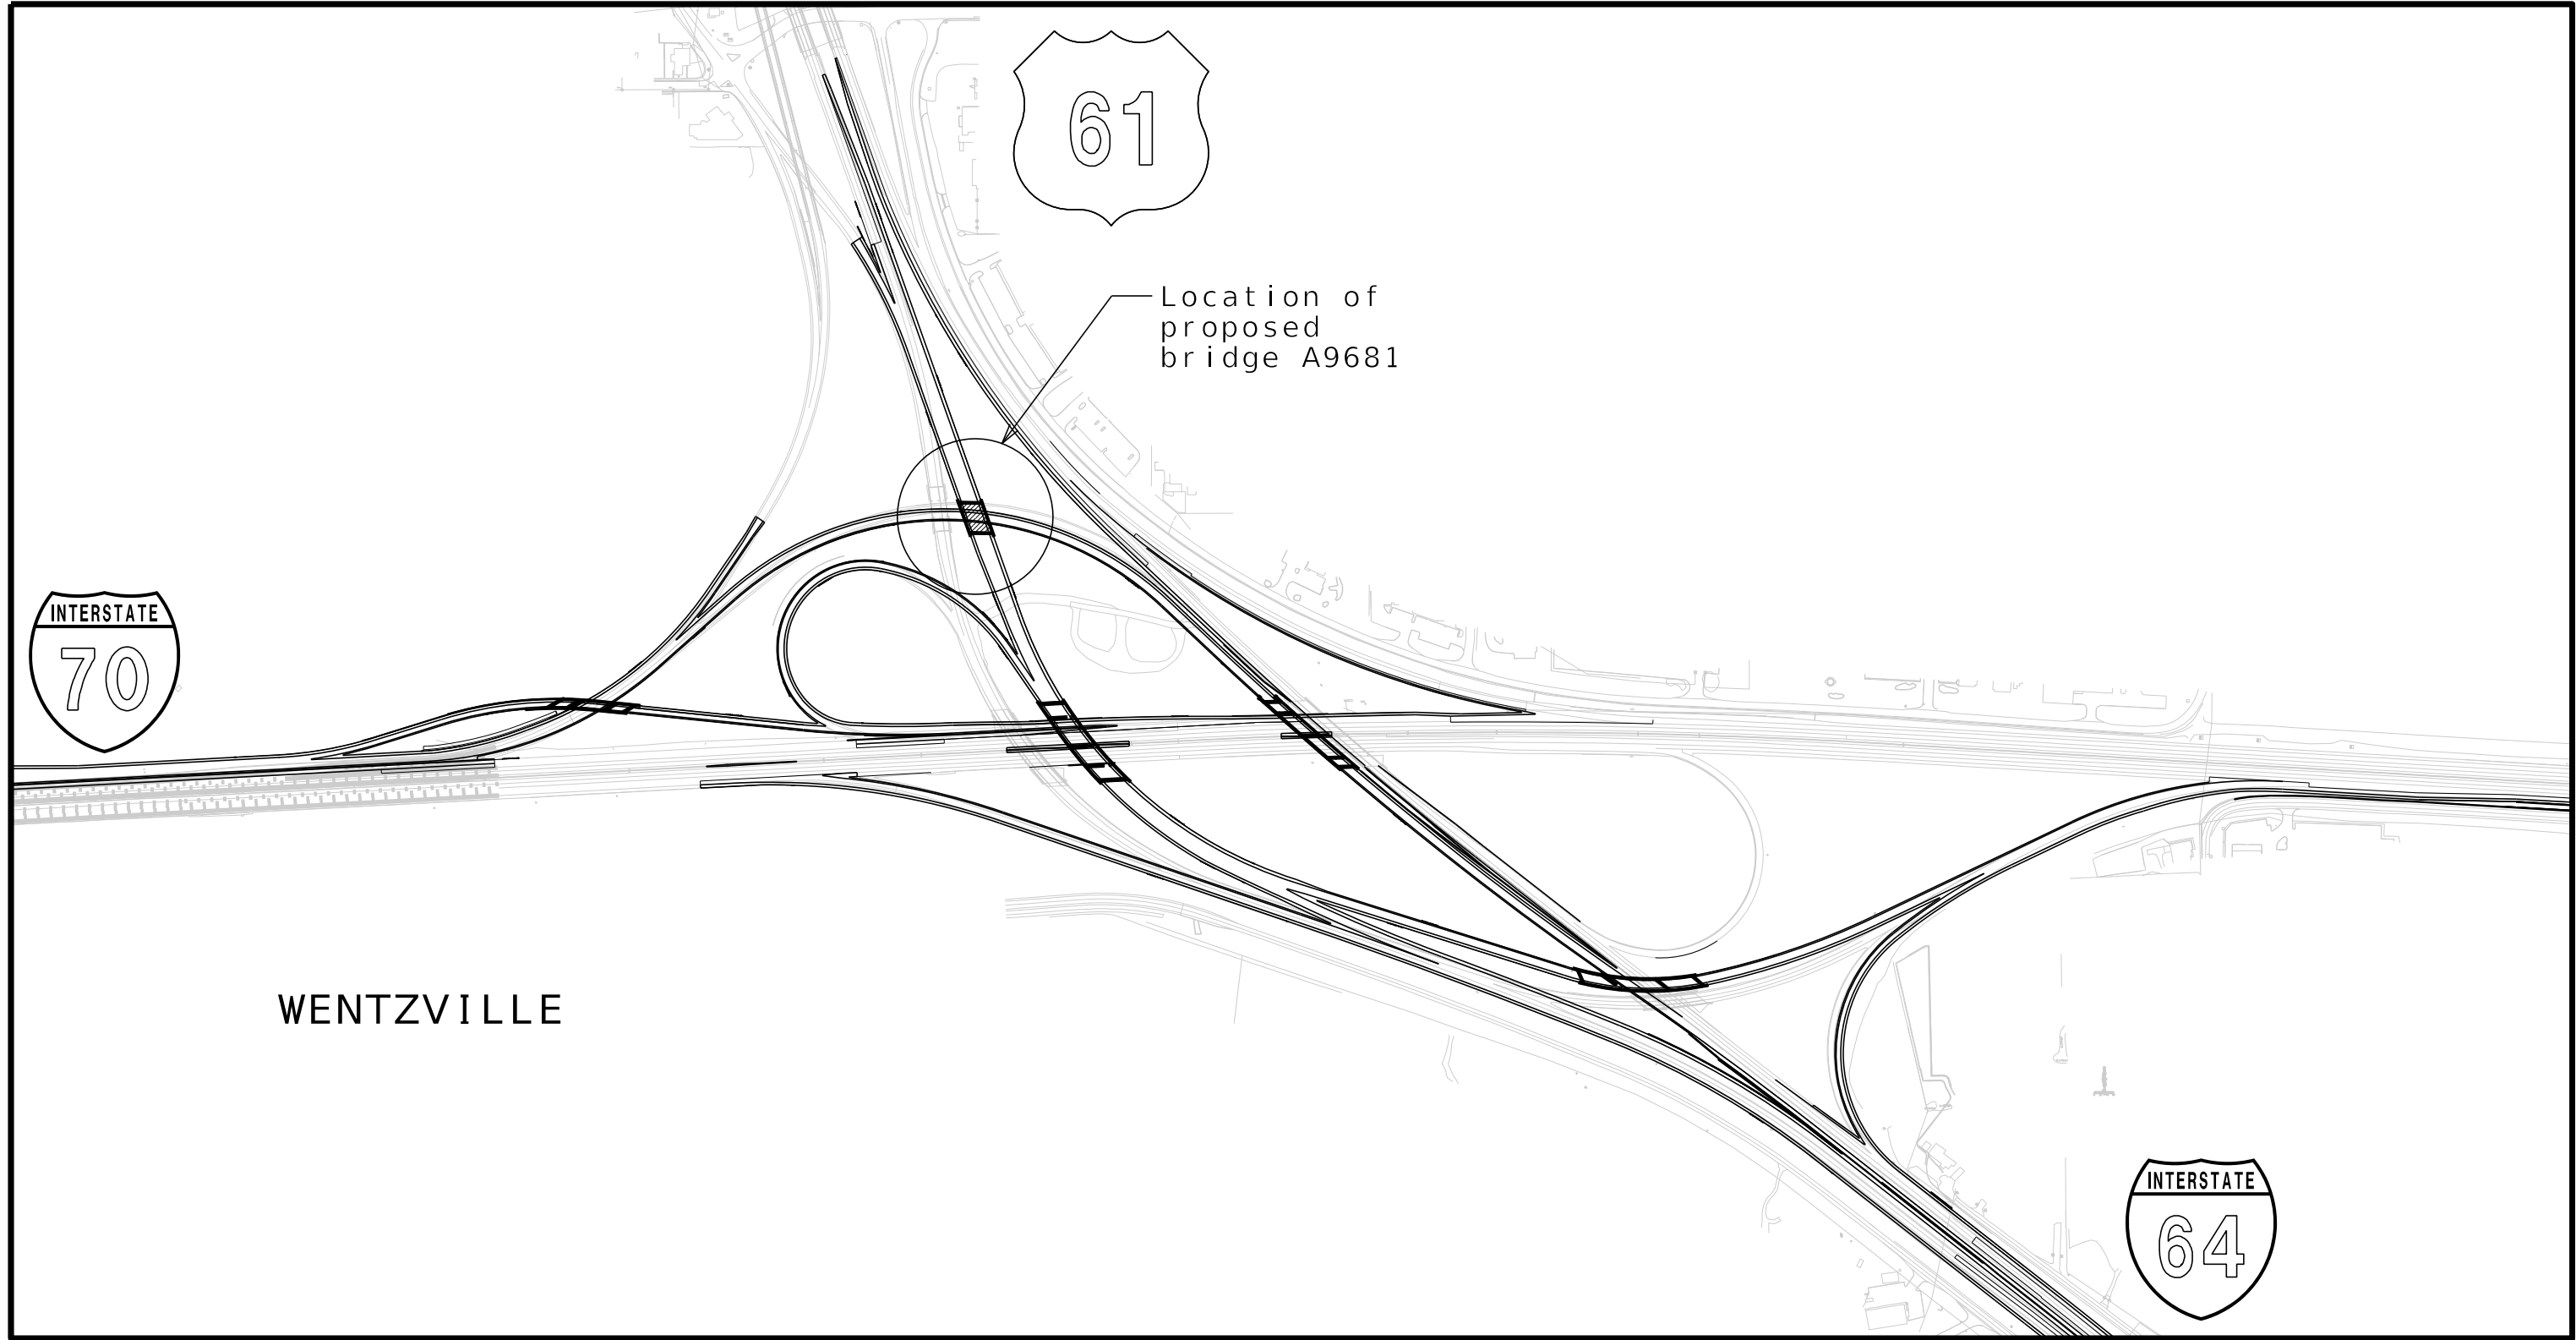 61
Location of
proposed
bridge A9681
INTERSTATE
70
WENTZVILLE
INTERSTATE
64